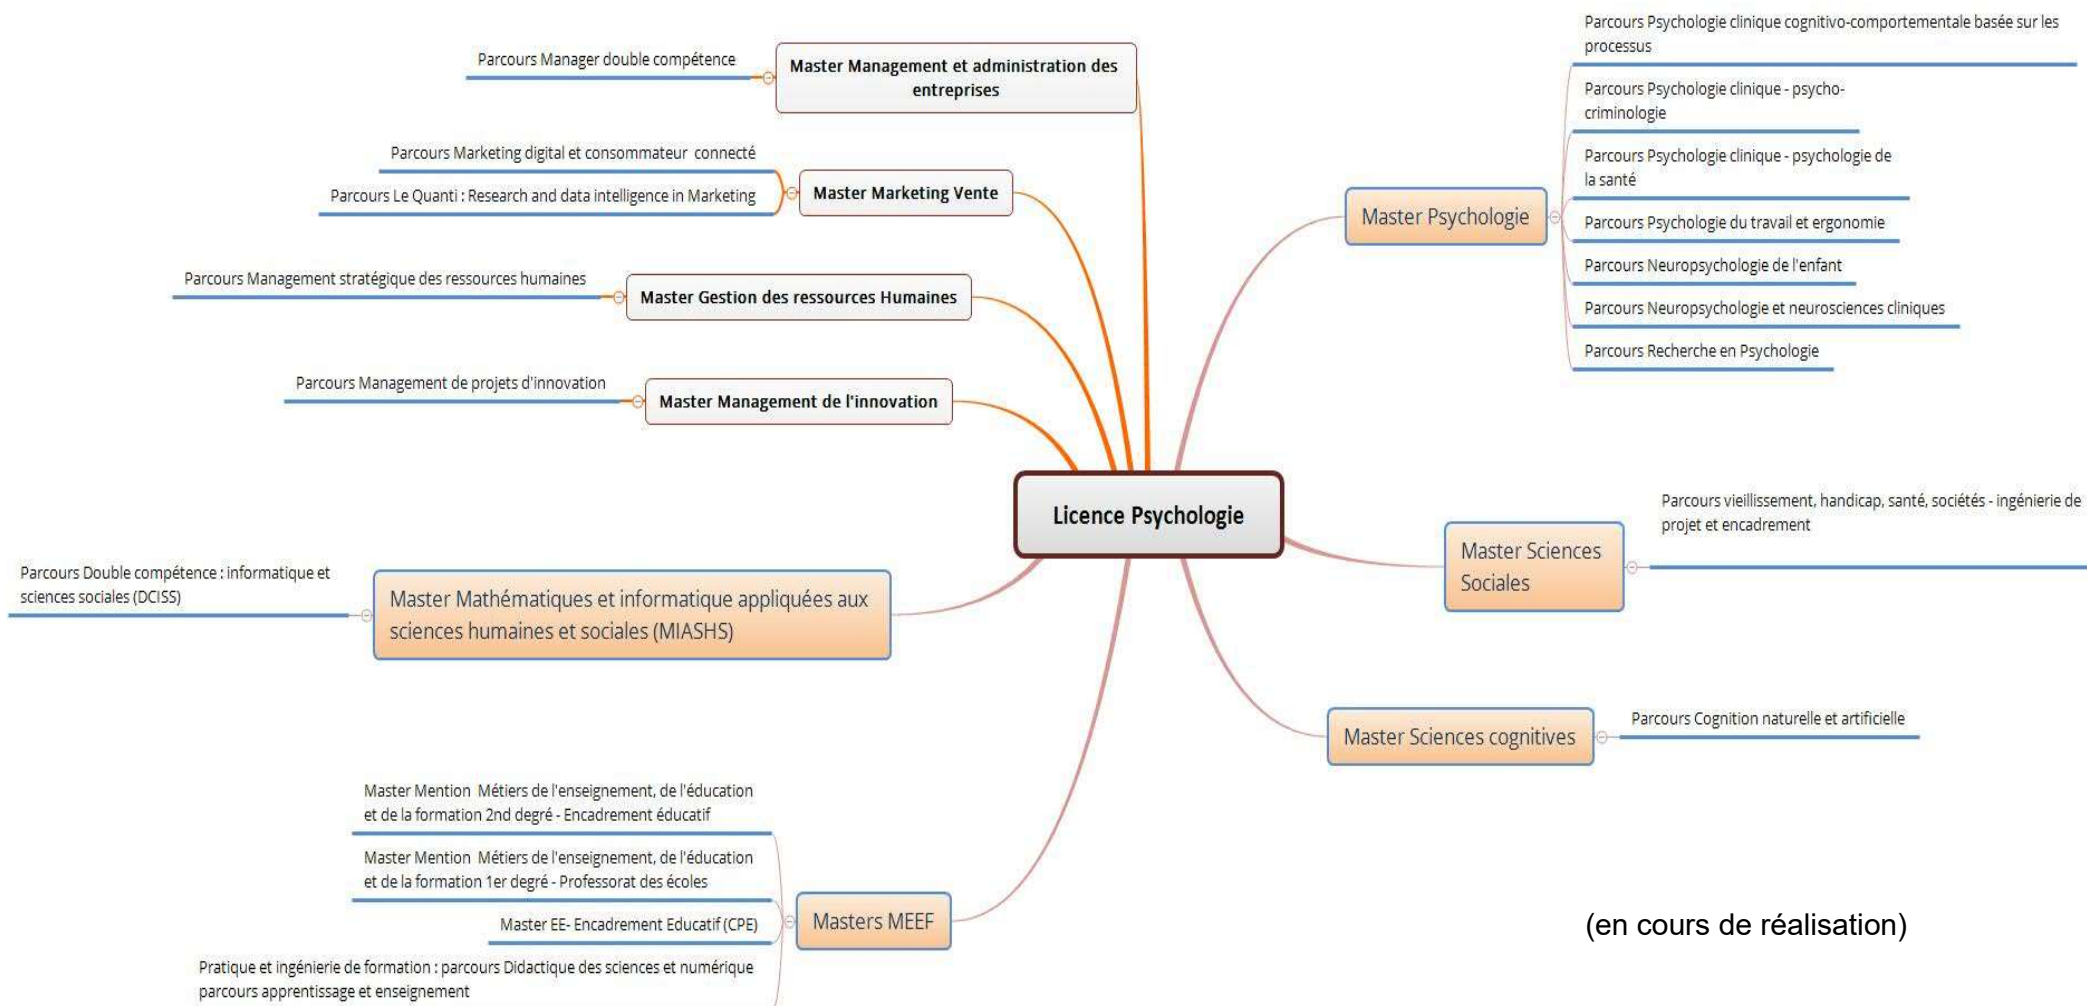 Parcours Manager double compétence
Master Management et administration des
entreprises
Parcours Marketing digital et consommateur  connecté
Parcours Le Quanti : Research and data intelligence in Marketing
Master Marketing Vente
Parcours Management stratégique des ressources humaines
Master Gestion des ressources Humaines
Parcours Management de projets d'innovation
Master Management de l'innovation
Parcours Psychologie clinique cognitivo-comportementale basée sur les
processus
Parcours Psychologie clinique - psycho-
criminologie
Parcours Psychologie clinique - psychologie de
la santé
Master Psychologie
Parcours Psychologie du travail et ergonomie
Parcours Neuropsychologie de l'enfant
Parcours Neuropsychologie et neurosciences cliniques
Parcours Recherche en Psychologie
Licence Psychologie
Parcours vieillissement, handicap, santé, sociétés - ingénierie de
projet et encadrement
Master Sciences
Sociales
Parcours Double compétence : informatique et
sciences sociales (DCISS)
Master Mathématiques et informatique appliquées aux
sciences humaines et sociales (MIASHS)
Master Sciences cognitives
Parcours Cognition naturelle et artificielle
Master Mention  Métiers de l'enseignement, de l'éducation
et de la formation 2nd degré - Encadrement éducatif
Master Mention  Métiers de l'enseignement, de l'éducation
et de la formation 1er degré - Professorat des écoles
Master EE- Encadrement Educatif (CPE)
Pratique et ingénierie de formation : parcours Didactique des sciences et numérique
parcours apprentissage et enseignement
Masters MEEF
(en cours de réalisation)